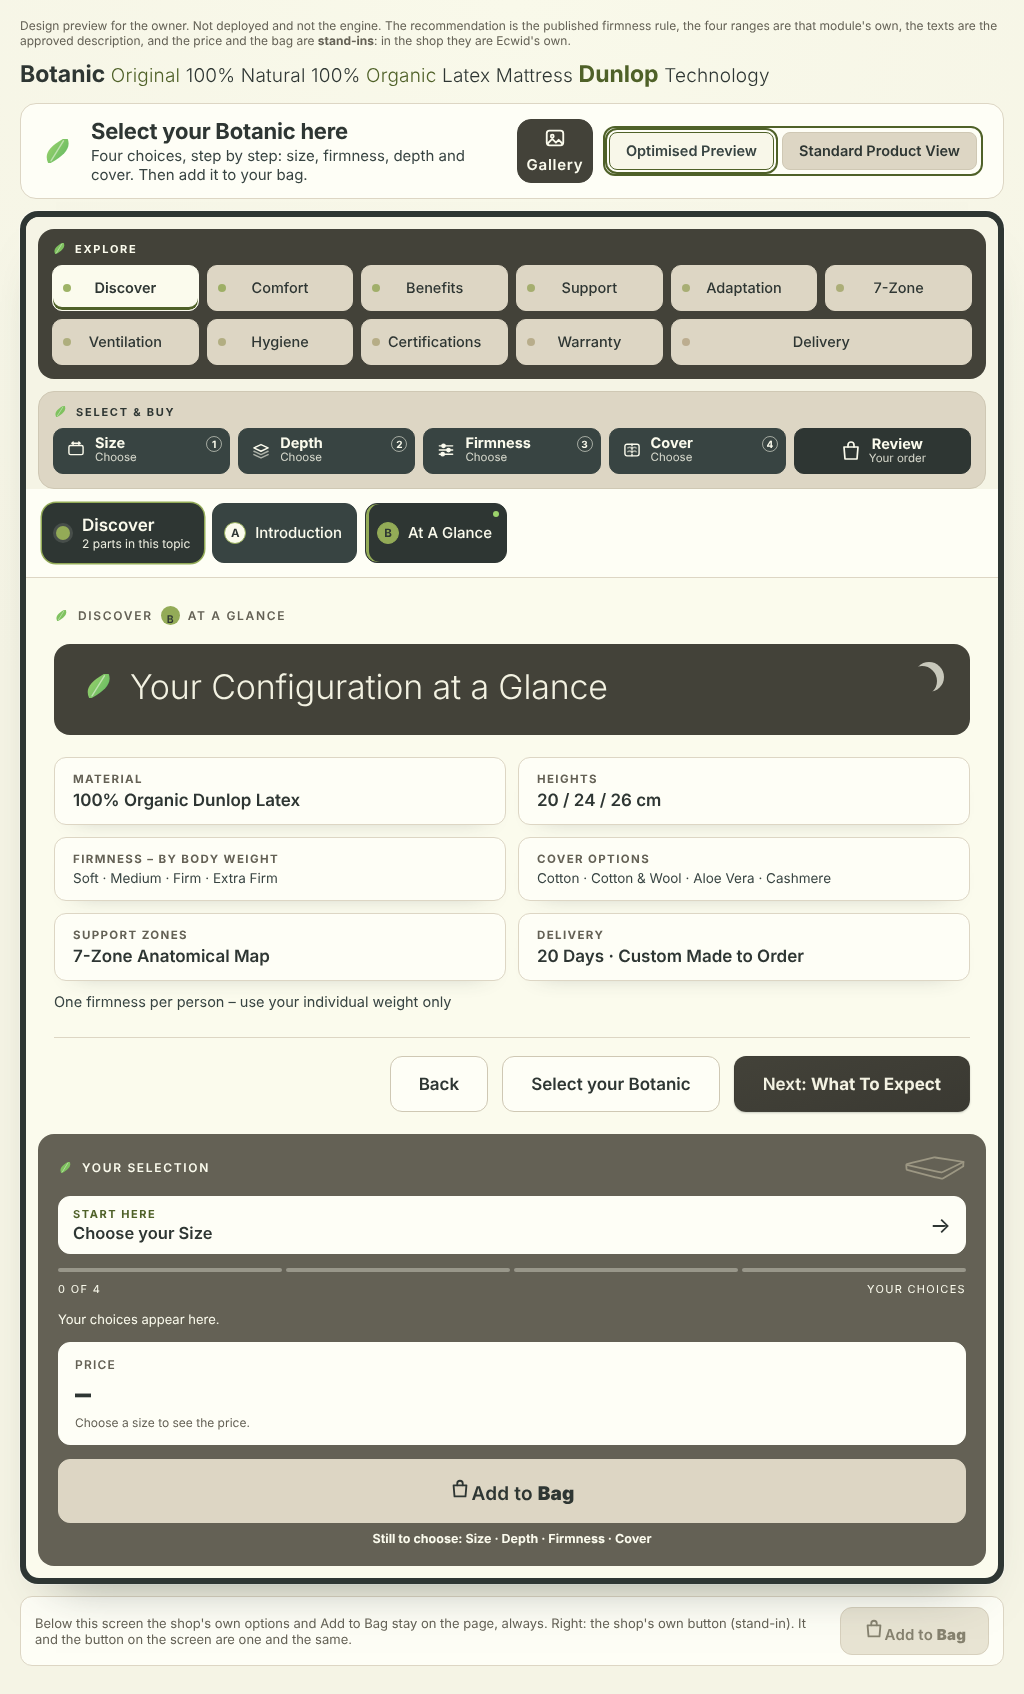 Design preview for the owner. Not deployed and not the engine. The recommendation is the published firmness rule, the four ranges are that module's own, the texts are the
approved description, and the price and the bag are stand-ins: in the shop they are Ecwid's own.
Botanic Original 100% Natural 100% Organic Latex Mattress Dunlop Technology
Select your Botanic here
Four choices, step by step: size, firmness, depth and
cover. Then add it to your bag.
Gallery
Optimised Preview
Standard Product View
EXPLORE
Discover
Comfort
Benefits
Support
Adaptation
7-Zone
Ventilation
Hygiene
Certifications
Warranty
Delivery
SELECT & BUY
Size
Choose
1
Depth
Choose
2
Firmness
Choose
3
Cover
Choose
4
Review
Your order
Discover
2 parts in this topic
A Introduction
B At A Glance
DISCOVER B AT A GLANCE
Your Configuration at a Glance
MATERIAL
100% Organic Dunlop Latex
HEIGHTS
20 / 24 / 26 cm
FIRMNESS – BY BODY WEIGHT
Soft · Medium · Firm · Extra Firm
COVER OPTIONS
Cotton · Cotton & Wool · Aloe Vera · Cashmere
SUPPORT ZONES
7-Zone Anatomical Map
DELIVERY
20 Days · Custom Made to Order
One firmness per person – use your individual weight only
Back
Select your Botanic
Next: What To Expect
YOUR SELECTION
START HERE
Choose your Size
0 OF 4
YOUR CHOICES
Your choices appear here.
PRICE
–
Choose a size to see the price.
Add to Bag
Still to choose: Size · Depth · Firmness · Cover
Below this screen the shop's own options and Add to Bag stay on the page, always. Right: the shop's own button (stand-in). It
and the button on the screen are one and the same.
Add to Bag